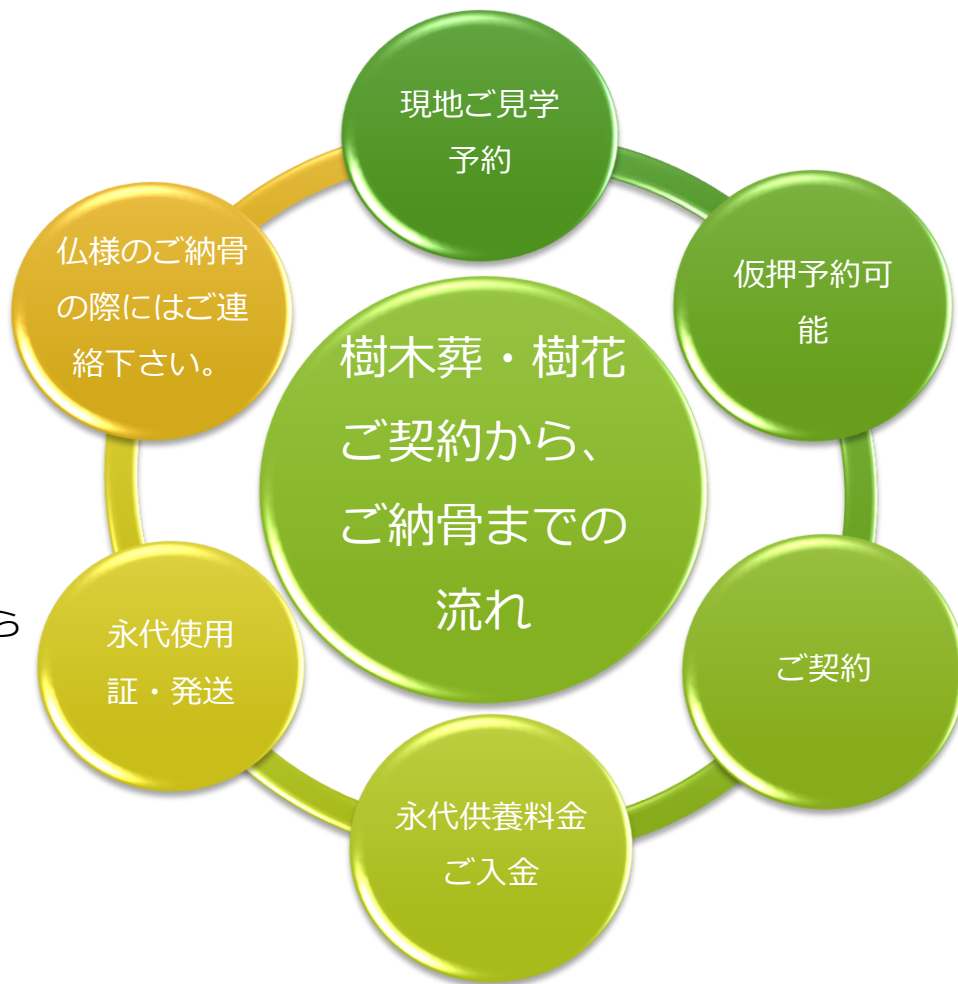 現地ご見学
予約
仮押予約可
能
ご契約
永代供養料金
ご入金
永代使用
証・発送
仏様のご納骨
の際にはご連
絡下さい。
樹木葬・樹花
ご契約から、
ご納骨までの
流れ
ら